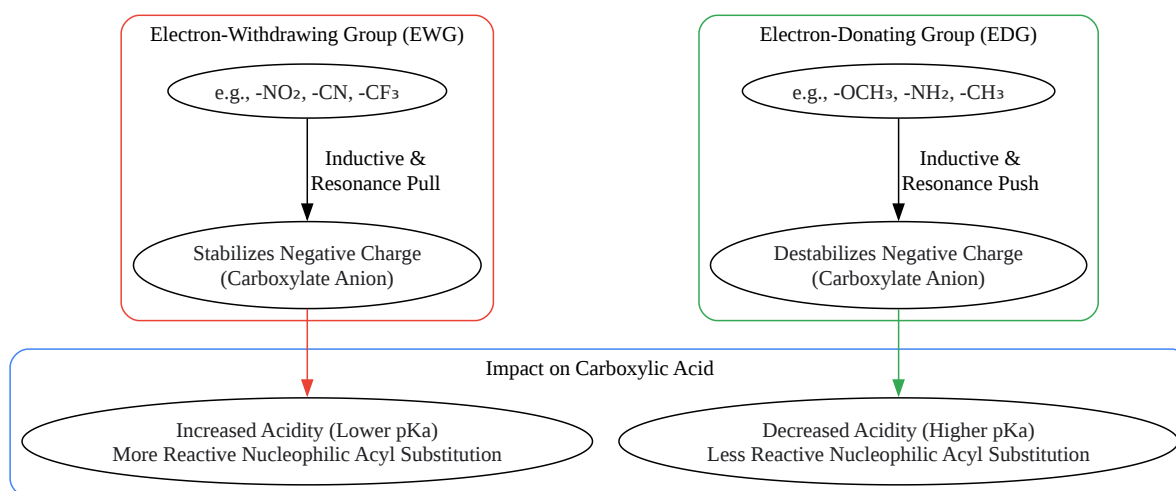 Electron-Withdrawing Group (EWG)
e.g., -NO₂, -CN, -CF₃
Inductive &
Resonance Pull
Stabilizes Negative Charge
(Carboxylate Anion)
Electron-Donating Group (EDG)
e.g., -OCH₃, -NH₂, -CH₃
Inductive &
Resonance Push
Destabilizes Negative Charge
(Carboxylate Anion)
Impact on Carboxylic Acid
Increased Acidity (Lower pKa)
More Reactive Nucleophilic Acyl Substitution
Decreased Acidity (Higher pKa)
Less Reactive Nucleophilic Acyl Substitution